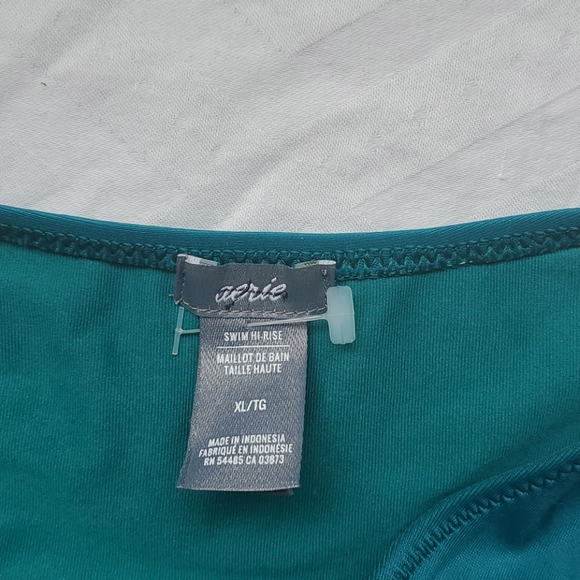 aerie
SWIM HI-RISE
MAILLOT DE BAIN
TAILLE HAUTE
XL/TG
MADE IN INDONESIA
FABRIQUÉ EN INDONÉSIE
RN 54485 CA 03873